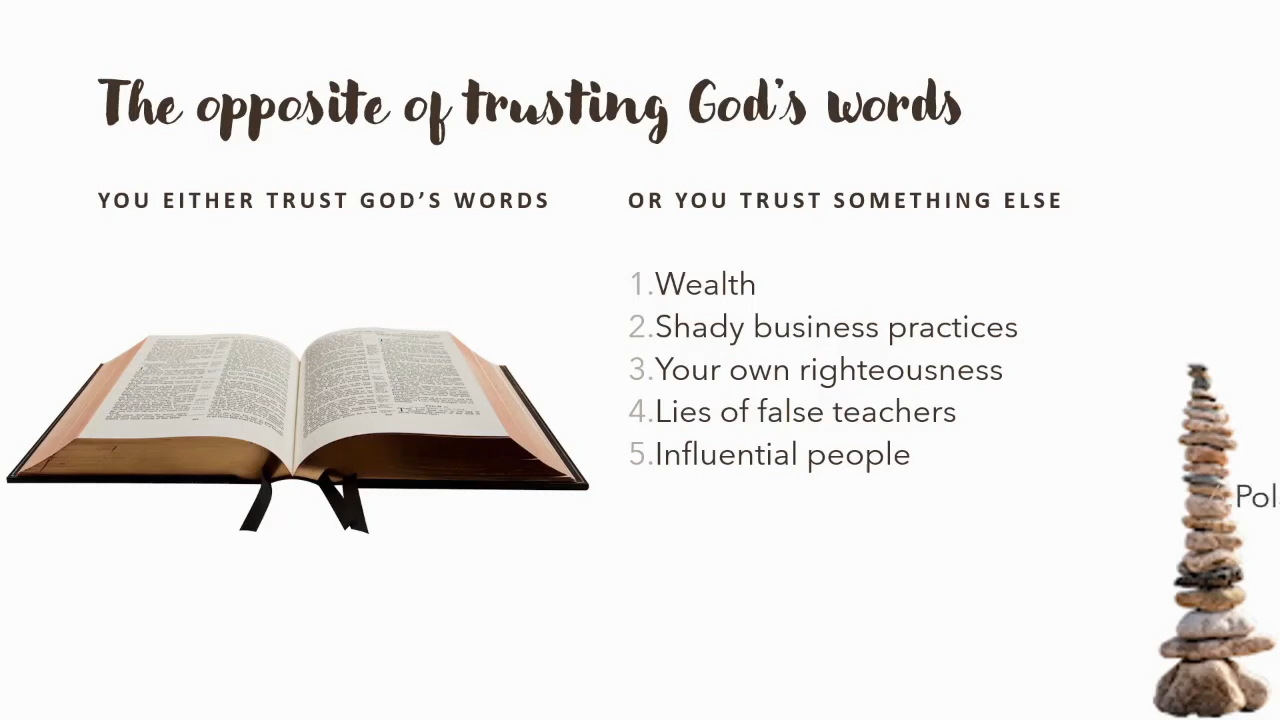 The opposite of trusting God's words
YOU EITHER TRUST GOD'S WORDS
OR YOU TRUST SOMETHING ELSE
1.Wealth
2.Shady business practices
3.Your own righteousness
4.Lies of false teachers
5.Influential people